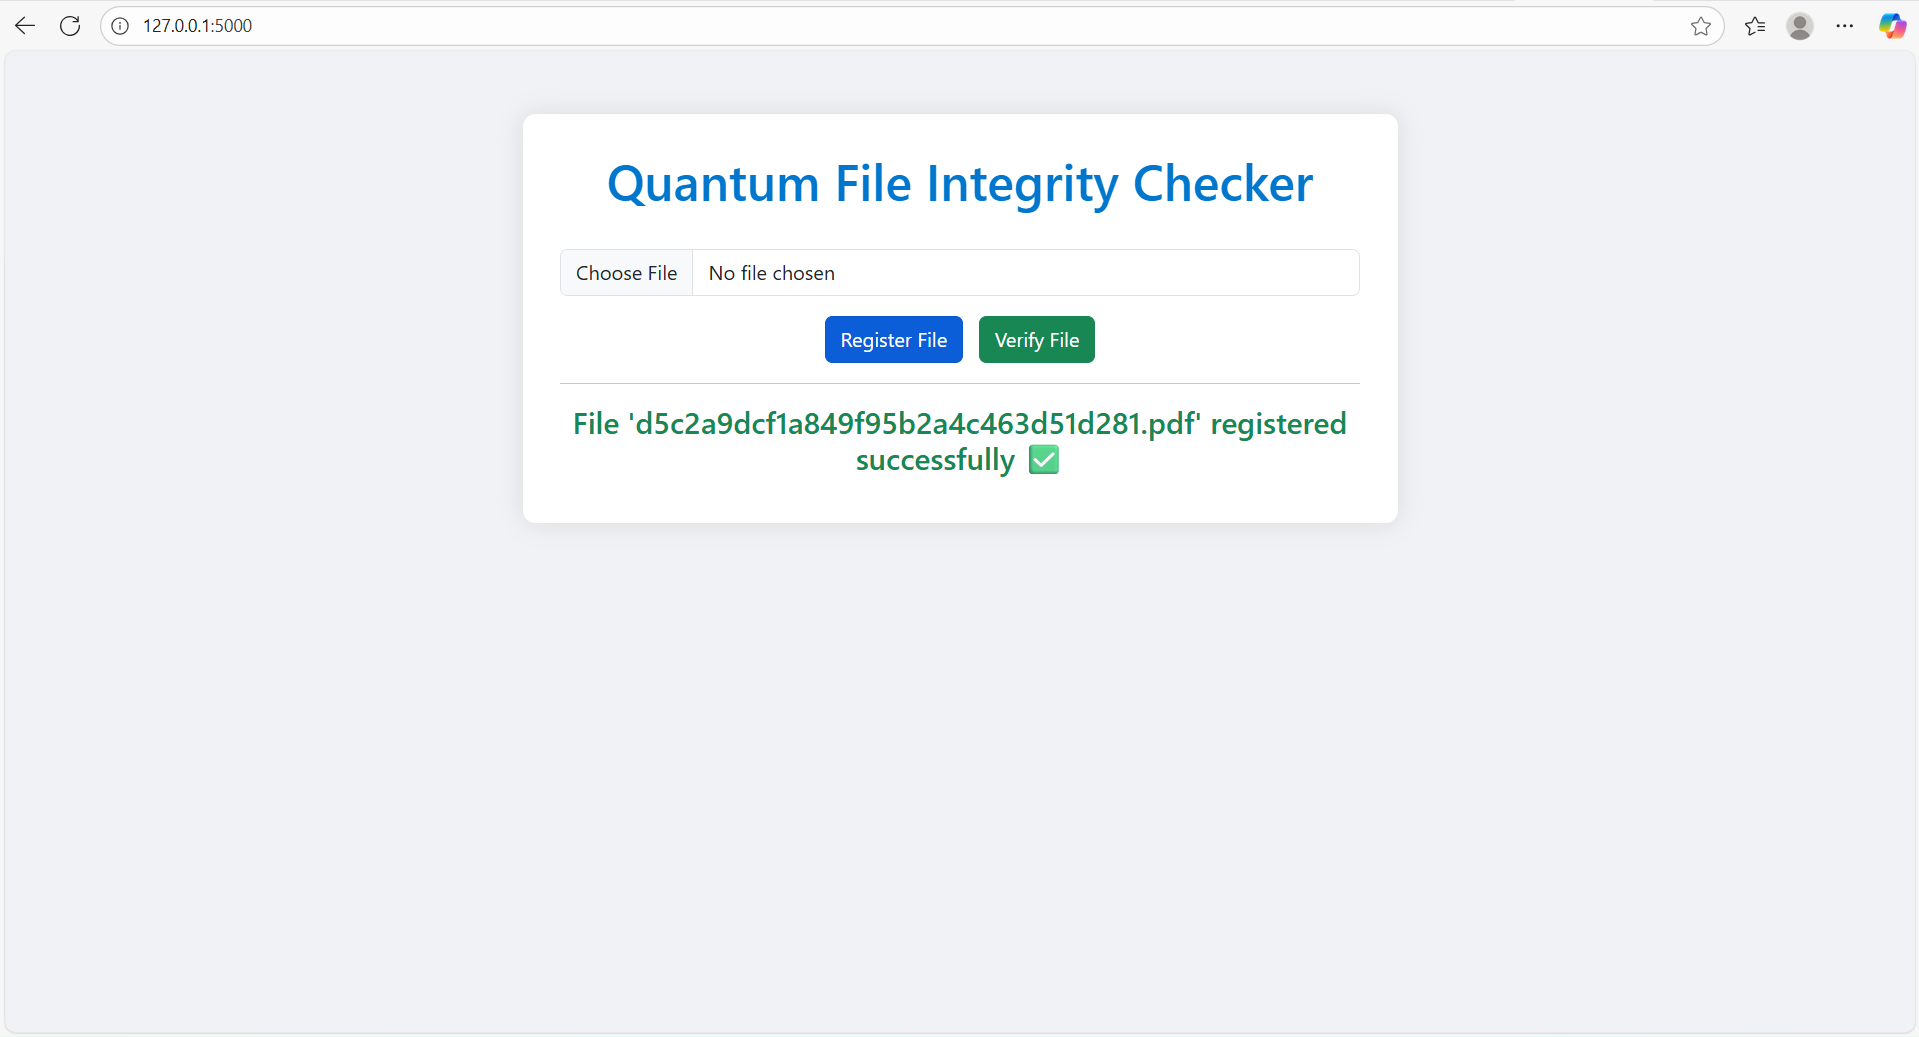 127.0.0.1:5000
Quantum File Integrity Checker
Choose File No file chosen
Register File Verify File
File 'd5c2a9dcf1a849f95b2a4c463d51d281.pdf' registered
successfully ✅